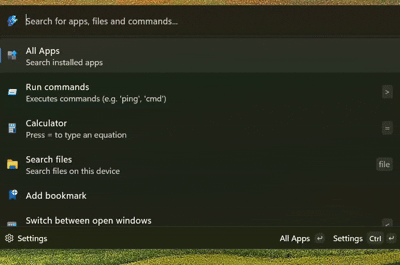 Search for apps, files and commands...
All Apps
Search installed apps
Run commands
Executes commands (e.g. 'ping', 'cmd')
>
Calculator
Press = to type an equation
=
Search files
Search files on this device
file
Add bookmark
Switch between open windows
<
Settings
All Apps ↵
Settings Ctrl ↵